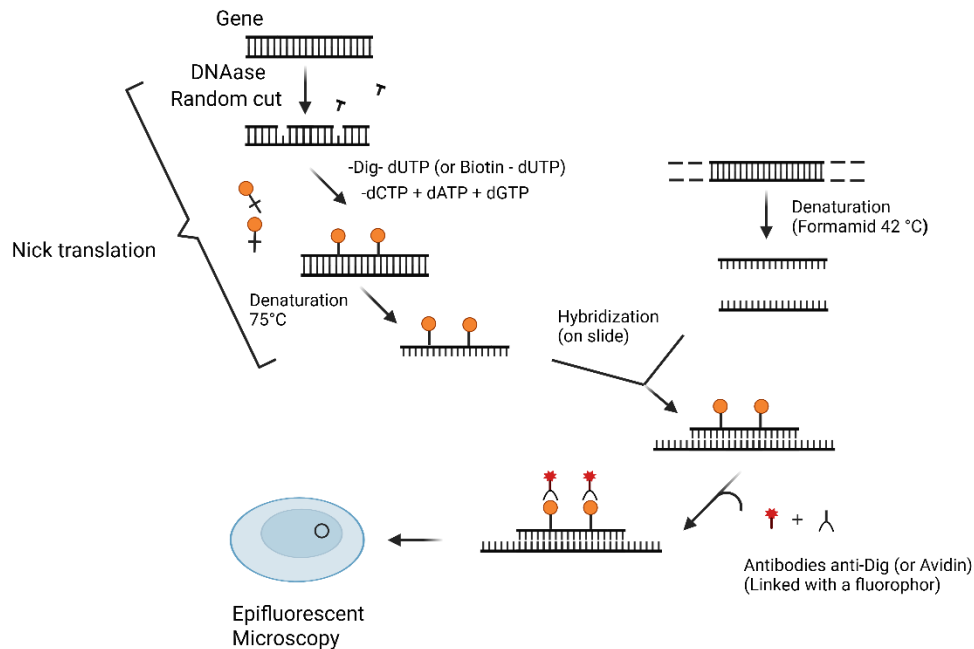 Gene
DNAase
Random cut
-Dig- dUTP (or Biotin - dUTP)
-dCTP + dATP + dGTP
Nick translation
Denaturation
75°C
Denaturation
(Formamid 42 °C)
Hybridization
(on slide)
+
Antibodies anti-Dig (or Avidin)
(Linked with a fluorophor)
Epifluorescent
Microscopy